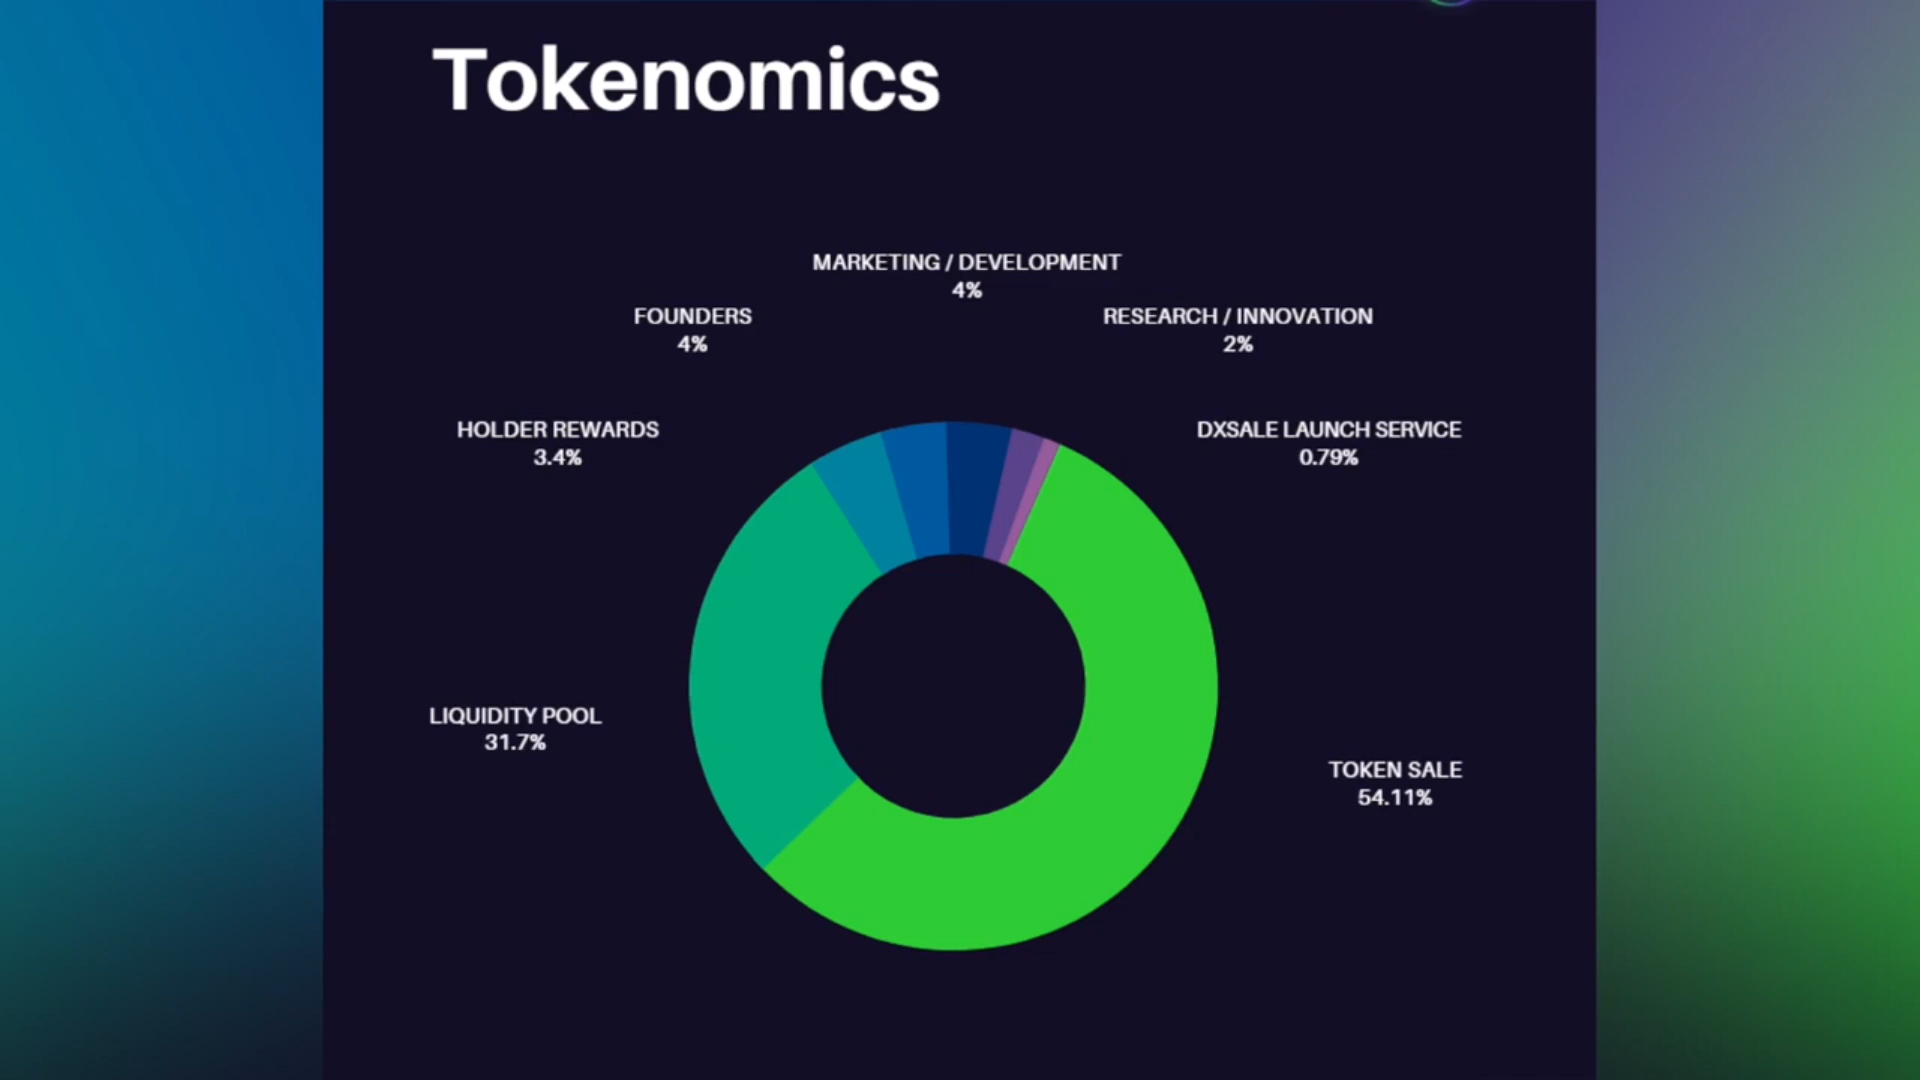 Tokenomics
MARKETING / DEVELOPMENT
4%
FOUNDERS
4%
RESEARCH / INNOVATION
2%
HOLDER REWARDS
3.4%
DXSALE LAUNCH SERVICE
0.79%
LIQUIDITY POOL
31.7%
TOKEN SALE
54.11%